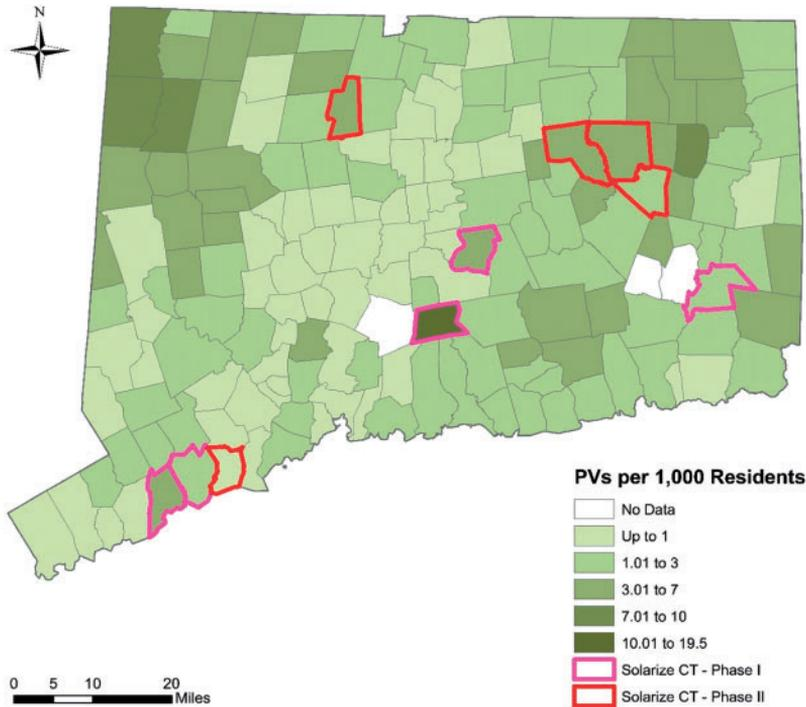 N
PVs per 1,000 Residents
No Data
Up to 1
1.01 to 3
3.01 to 7
7.01 to 10
10.01 to 19.5
Solarize CT - Phase I
Solarize CT - Phase II
0 5 10 20
Miles